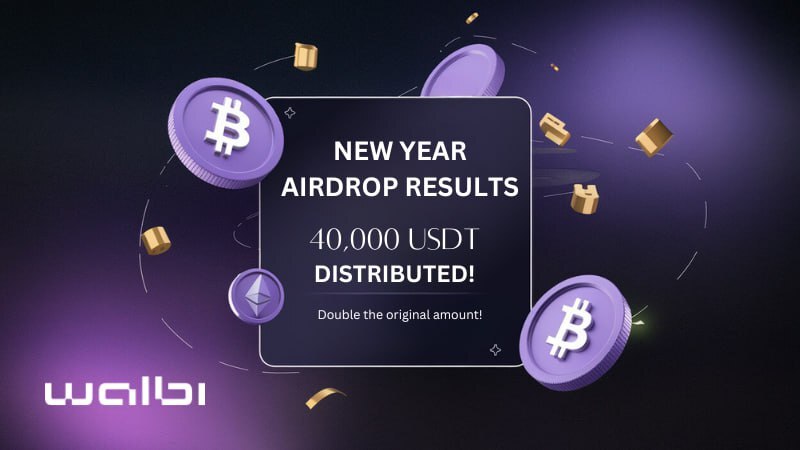 NEW YEAR
AIRDROP RESULTS
40,000 USDT
DISTRIBUTED!
Double the original amount!
walbi